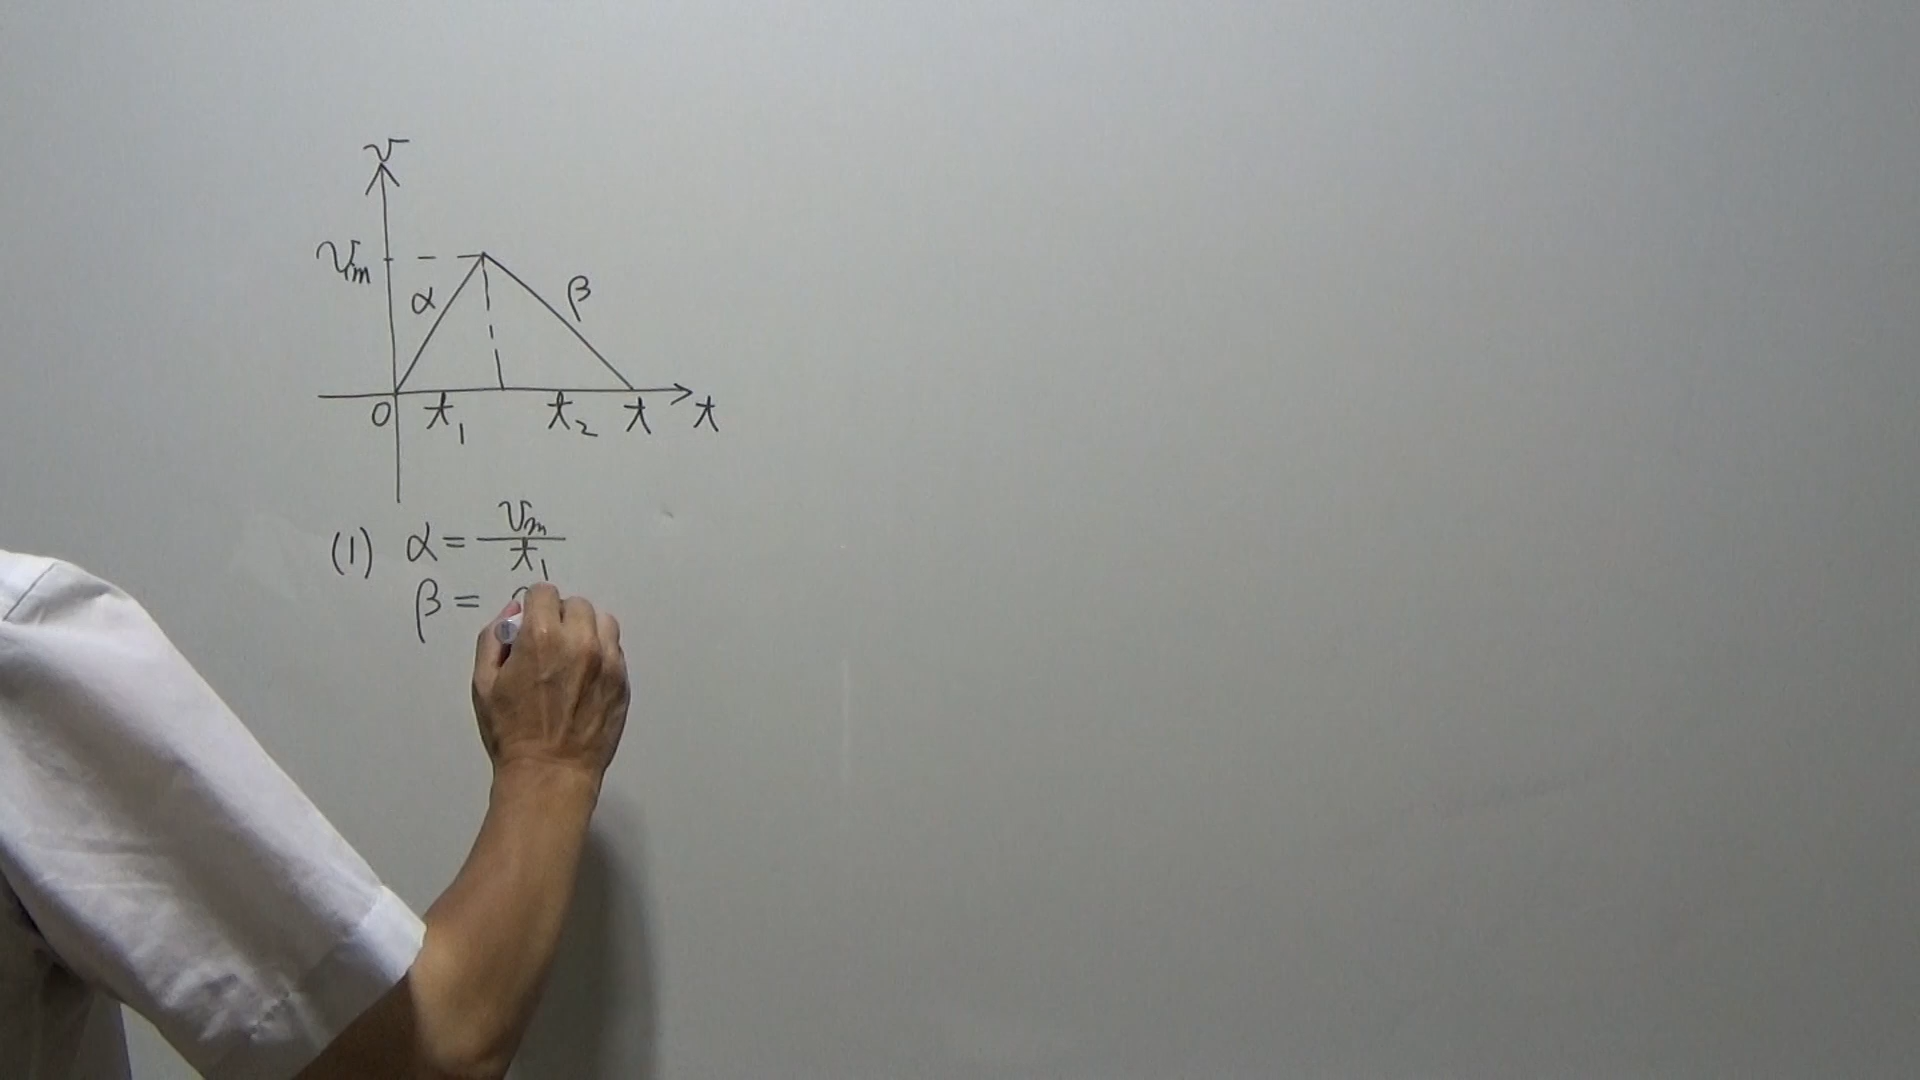 v
v_m
α
β
0 t_1 t_2 t t
(1) α = v_m / t_1
β =